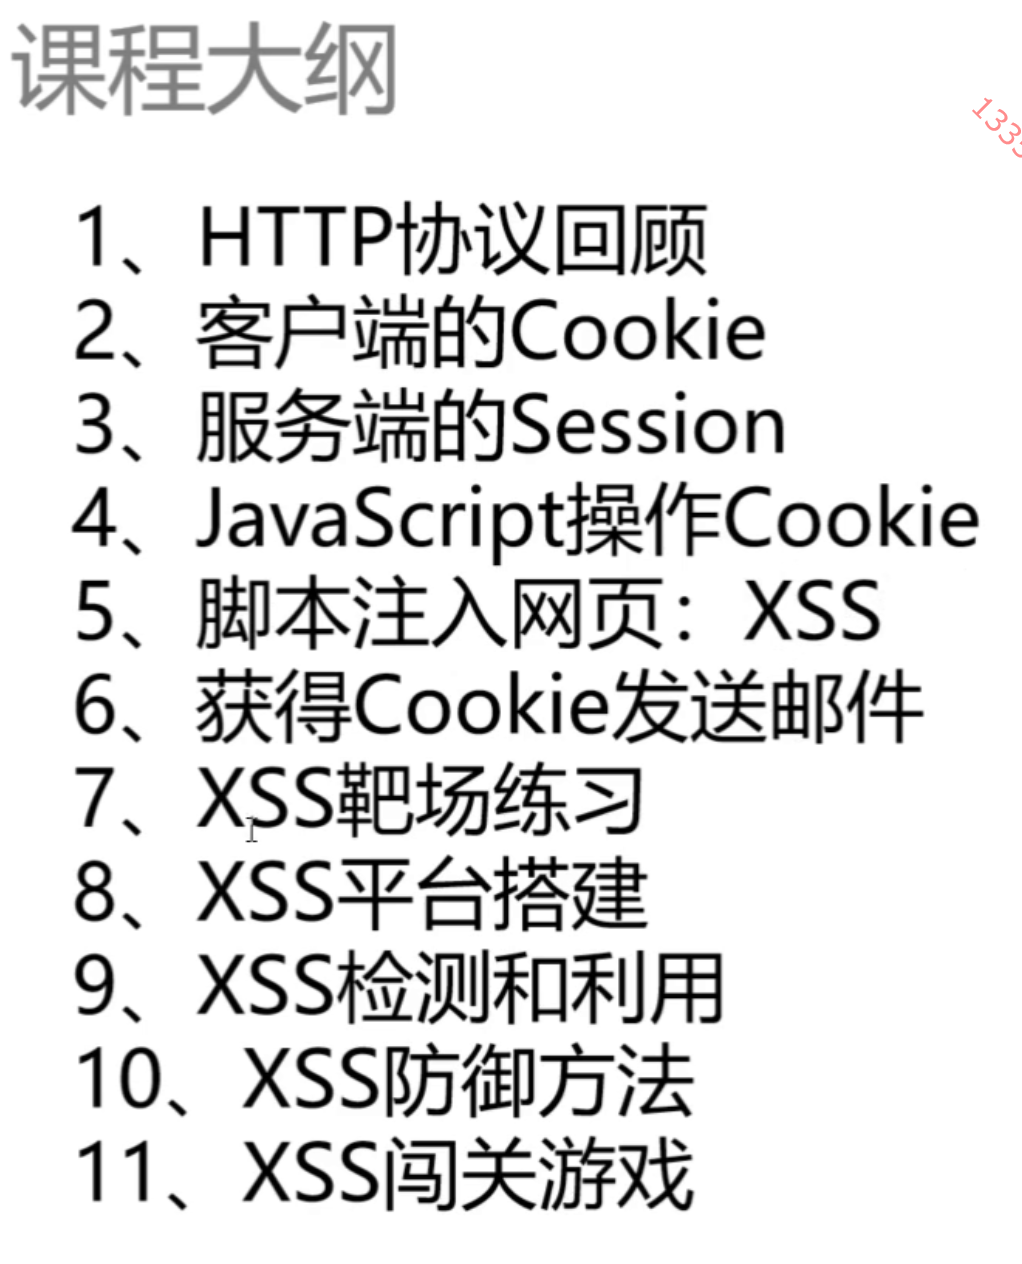 课程大纲
1、HTTP协议回顾
2、客户端的Cookie
3、服务端的Session
4、JavaScript操作Cookie
5、脚本注入网页：XSS
6、获得Cookie发送邮件
7、XSS靶场练习
8、XSS平台搭建
9、XSS检测和利用
10、XSS防御方法
11、XSS闯关游戏